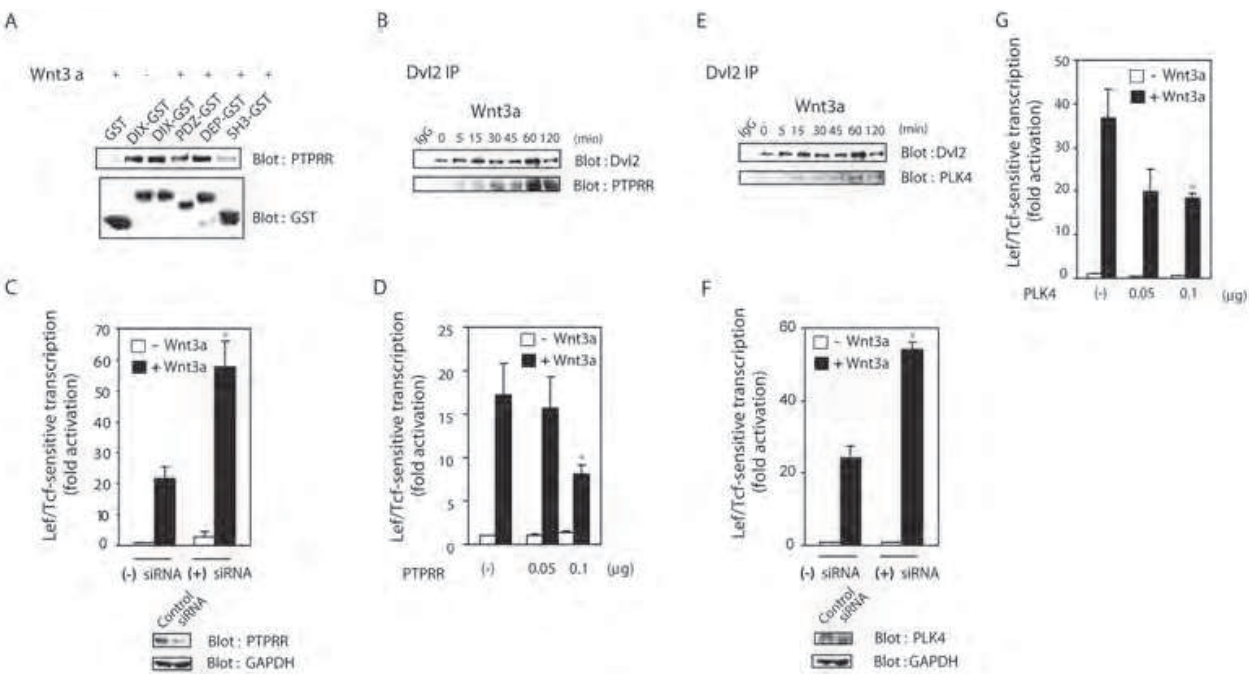 A
Wnt3 a + - + + + +
GST DIX-GST DIX-GST PDZ-GST DEP-GST SH3-GST
Blot : PTPRR
Blot : GST
B
Dvl2 IP
Wnt3a
IgG 0 5 15 30 45 60 120 (min)
Blot : Dvl2
Blot : PTPRR
E
Dvl2 IP
Wnt3a
IgG 0 5 15 30 45 60 120 (min)
Blot : Dvl2
Blot : PLK4
G
Lef/Tcf-sensitive transcription
(fold activation)
50
40
30
20
10
0
- Wnt3a
+ Wnt3a
*
PLK4 (-) 0.05 0.1 (μg)
C
Lef/Tcf-sensitive transcription
(fold activation)
70
60
50
40
30
20
10
0
- Wnt3a
+ Wnt3a
*
(-) siRNA (+) siRNA
Control
siRNA
Blot : PTPRR
Blot : GAPDH
D
Lef/Tcf-sensitive transcription
(fold activation)
25
20
15
10
5
0
- Wnt3a
+ Wnt3a
*
PTPRR (-) 0.05 0.1 (μg)
F
Lef/Tcf-sensitive transcription
(fold activation)
60
40
20
0
- Wnt3a
+ Wnt3a
*
(-) siRNA (+) siRNA
Control
siRNA
Blot : PLK4
Blot : GAPDH